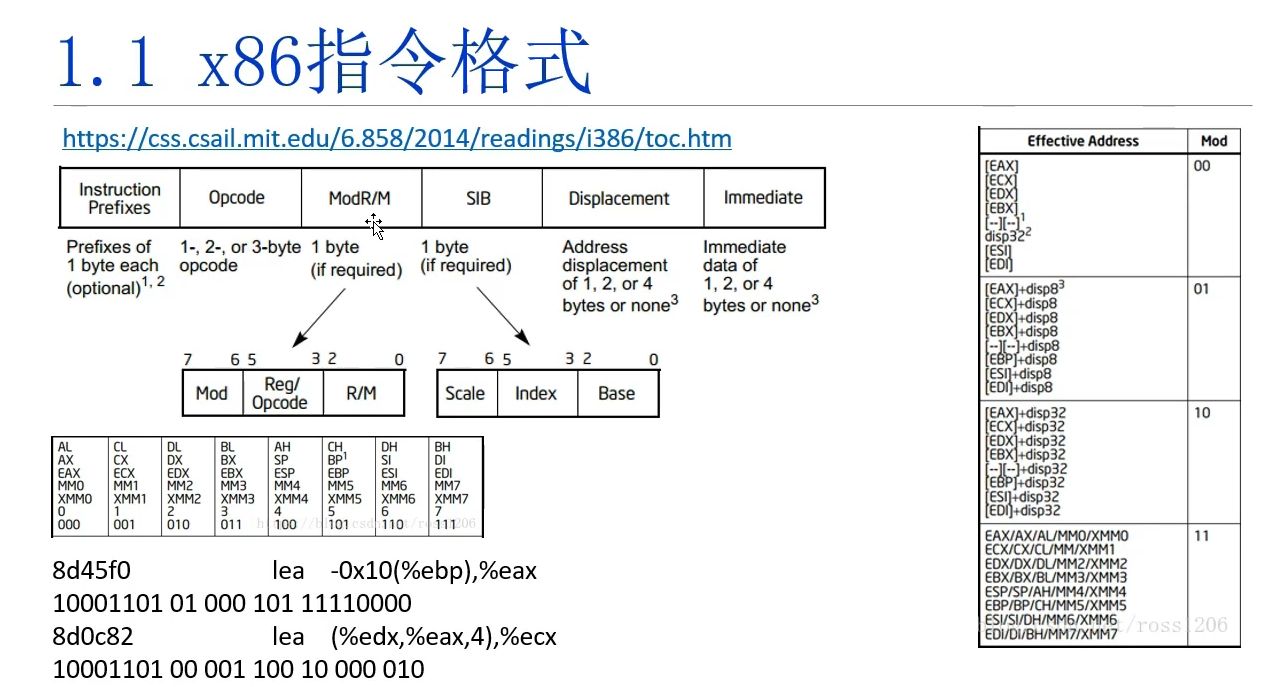 1.1 x86指令格式
https://css.csail.mit.edu/6.858/2014/readings/i386/toc.htm
Instruction Prefixes Opcode ModR/M SIB Displacement Immediate
Prefixes of 1 byte each (optional)1, 2
1-, 2-, or 3-byte opcode
1 byte (if required)
1 byte (if required)
Address displacement of 1, 2, or 4 bytes or none3
Immediate data of 1, 2, or 4 bytes or none3
7 6 5 3 2 0
Mod Reg/Opcode R/M
7 6 5 3 2 0
Scale Index Base
AL CL DL BL AH CH DH BH
AX CX DX BX SP BP1 SI DI
EAX ECX EDX EBX ESP EBP ESI EDI
MM0 MM1 MM2 MM3 MM4 MM5 MM6 MM7
XMM0 XMM1 XMM2 XMM3 XMM4 XMM5 XMM6 XMM7
0 1 2 3 4 5 6 7
000 001 010 011 100 101 110 111
8d45f0 lea -0x10(%ebp),%eax
10001101 01 000 101 11110000
8d0c82 lea (%edx,%eax,4),%ecx
10001101 00 001 100 10 000 010
Effective Address Mod
[EAX] 00
[ECX]
[EDX]
[EBX]
[--][--]1
disp322
[ESI]
[EDI]
[EAX]+disp83 01
[ECX]+disp8
[EDX]+disp8
[EBX]+disp8
[--][--]+disp8
[EBP]+disp8
[ESI]+disp8
[EDI]+disp8
[EAX]+disp32 10
[ECX]+disp32
[EDX]+disp32
[EBX]+disp32
[--][--]+disp32
[EBP]+disp32
[ESI]+disp32
[EDI]+disp32
EAX/AX/AL/MM0/XMM0 11
ECX/CX/CL/MM/XMM1
EDX/DX/DL/MM2/XMM2
EBX/BX/BL/MM3/XMM3
ESP/SP/AH/MM4/XMM4
EBP/BP/CH/MM5/XMM5
ESI/SI/DH/MM6/XMM6
EDI/DI/BH/MM7/XMM7